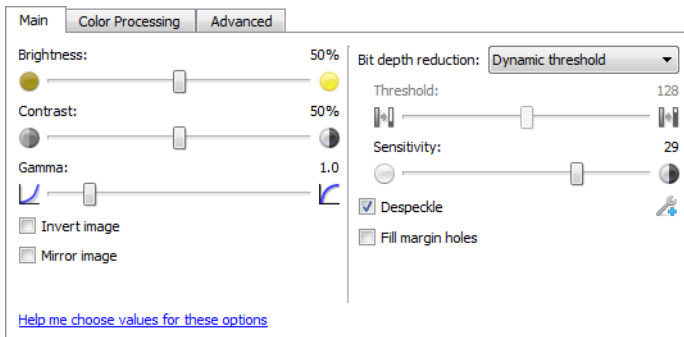 Main Color Processing Advanced
Brightness: 50%
Contrast: 50%
Gamma: 1.0
Invert image
Mirror image
Help me choose values for these options
Bit depth reduction: Dynamic threshold
Threshold: 128
Sensitivity: 29
Despeckle
Fill margin holes